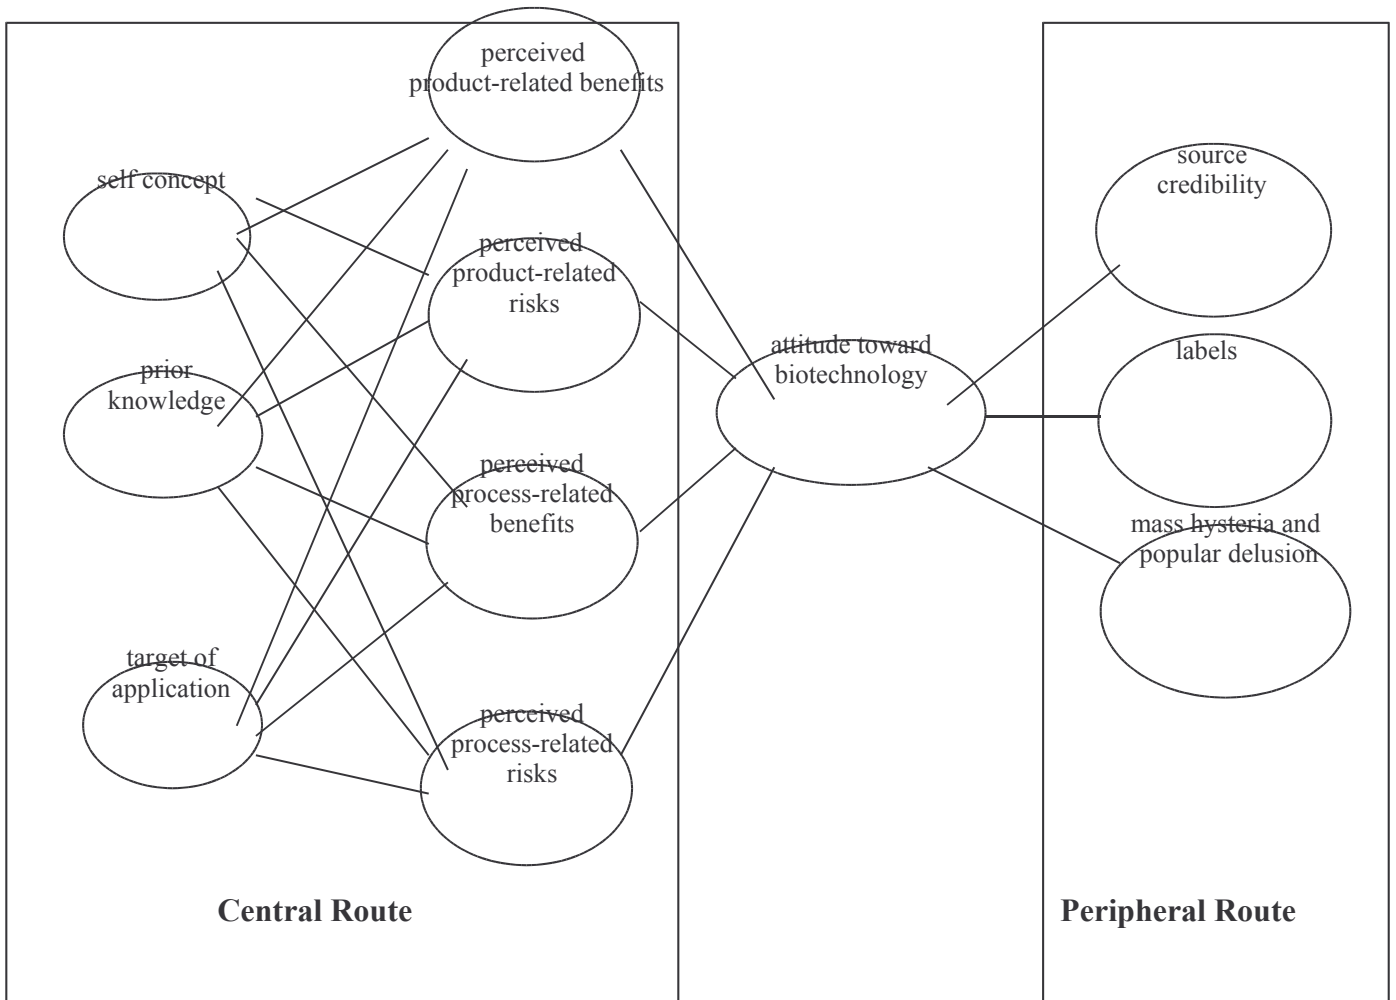 perceived
product-related benefits
self concept
perceived
product-related
risks
prior
knowledge
perceived
process-related
benefits
target of
application
perceived
process-related
risks
Central Route
attitude toward
biotechnology
source
credibility
labels
mass hysteria and
popular delusion
Peripheral Route